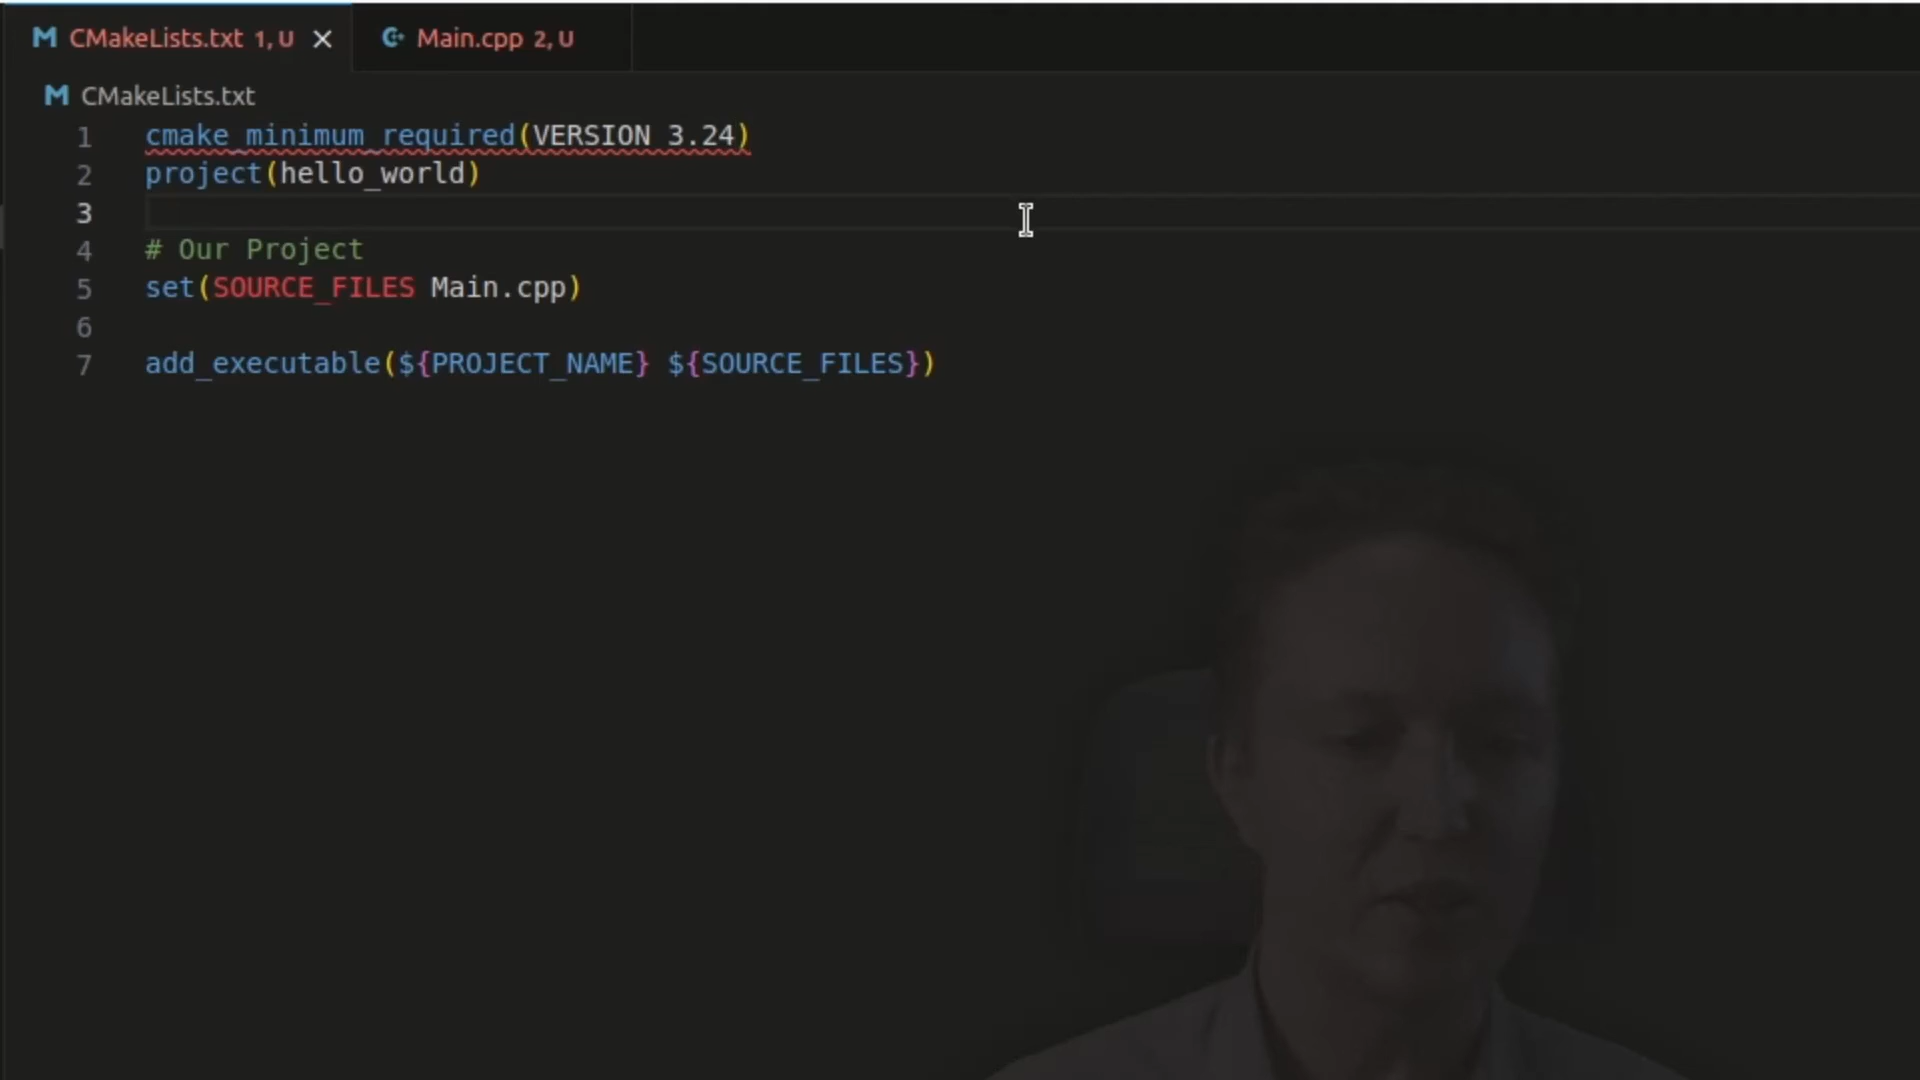 CMakeLists.txt 1, U Main.cpp 2, U
CMakeLists.txt
1 cmake_minimum_required(VERSION 3.24)
2 project(hello_world)
3
4 # Our Project
5 set(SOURCE_FILES Main.cpp)
6
7 add_executable(${PROJECT_NAME} ${SOURCE_FILES})